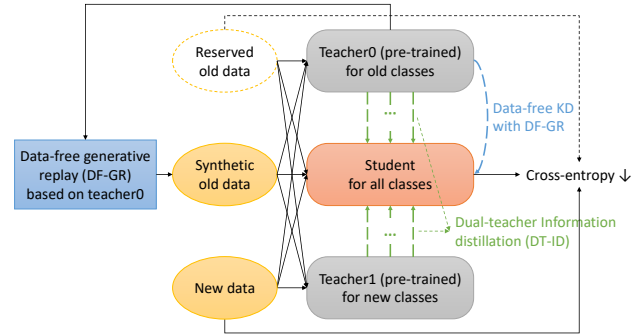 Reserved
old data
Teacher0 (pre-trained)
for old classes
...
Data-free KD
with DF-GR
Data-free generative
replay (DF-GR)
based on teacher0
Synthetic
old data
Student
for all classes
Cross-entropy ↓
...
Dual-teacher Information
distillation (DT-ID)
New data
Teacher1 (pre-trained)
for new classes